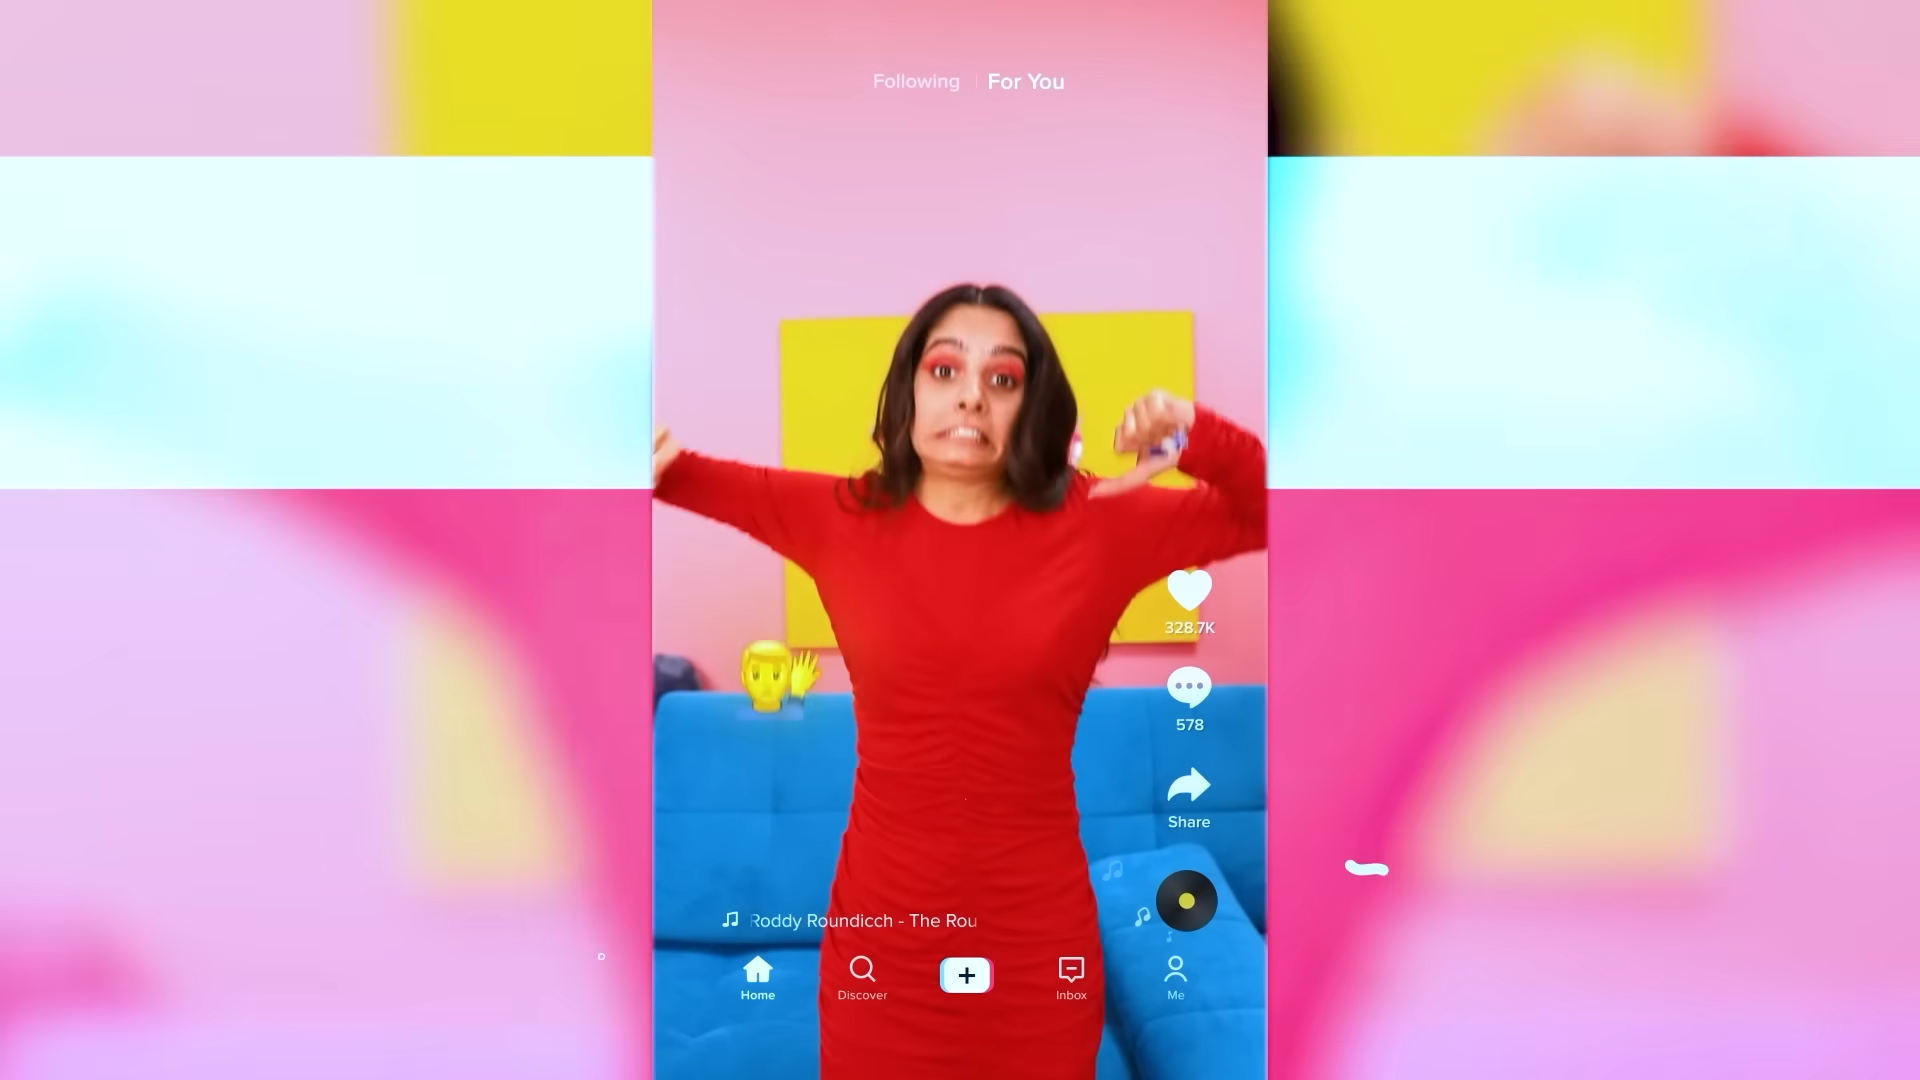 Following | For You
328.7K
578
Share
Roddy Roundicch - The Rou
Home
Discover
Inbox
Me